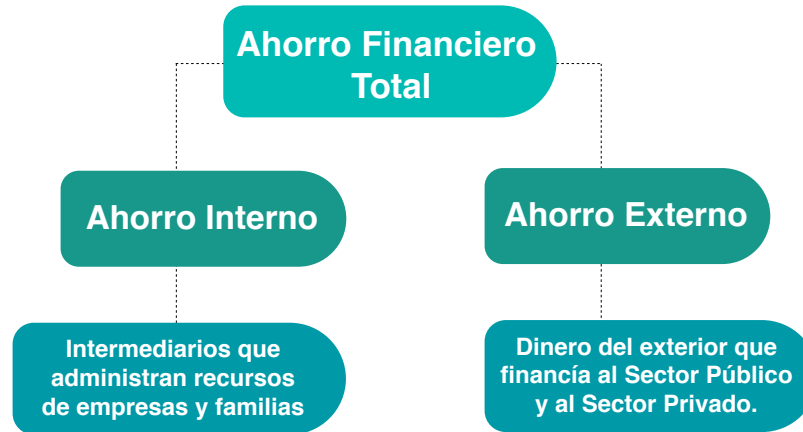 Ahorro Financiero
Total
Ahorro Interno
Ahorro Externo
Intermediarios que
administran recursos
de empresas y familias
Dinero del exterior que
financía al Sector Público
y al Sector Privado.